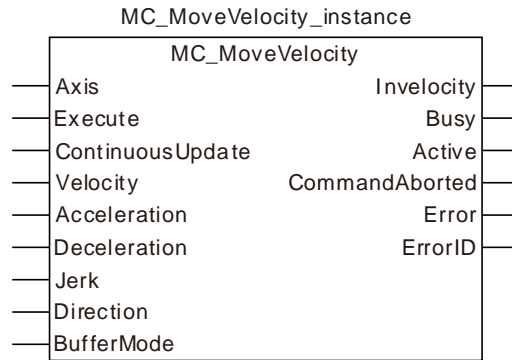 MC_MoveVelocity_instance
MC_MoveVelocity
Axis Invelocity
Execute Busy
ContinuousUpdate Active
Velocity CommandAborted
Acceleration Error
Deceleration ErrorID
Jerk
Direction
BufferMode